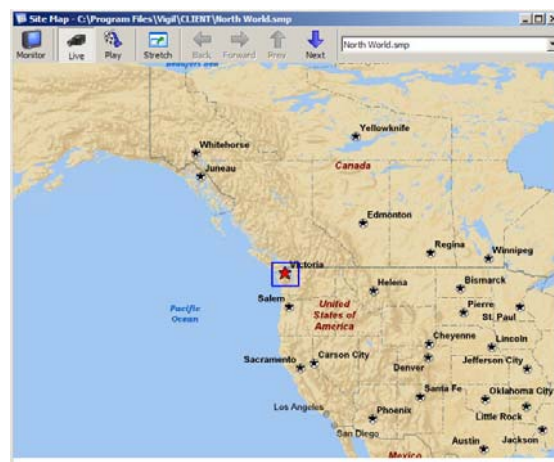 Site Map - C:\Program Files\Vigil\CLIENT\North World.smp
Monitor Live Play Stretch Back Forward Prev Next North World.smp
Yellowknife
Whitehorse
Juneau
Canada
Edmonton
Regina
Winnipeg
Victoria
Helena
Bismarck
Salem
Pacific
Ocean
United
States of
America
Pierre
St. Paul
Cheyenne
Lincoln
Sacramento
Carson City
Denver
Jefferson City
Santa Fe
Oklahoma City
Los Angeles
Phoenix
Little Rock
San Diego
Austin
Jackson
Mexico